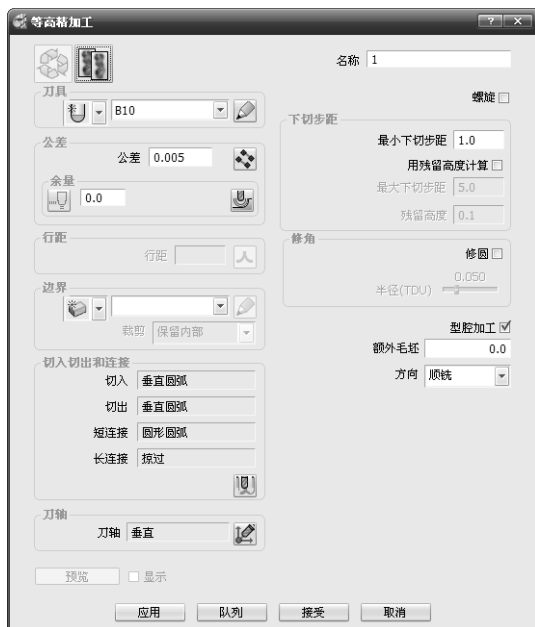 等高精加工
名称 1
刀具
B10
螺旋
下切步距
公差
公差 0.005
最小下切步距 1.0
用残留高度计算
余量
0.0
最大下切步距 5.0
残留高度 0.1
行距
行距
修角
修圆
0.050
半径(TDU)
边界
裁剪 保留内部
型腔加工
额外毛坯 0.0
方向 顺铣
切入切出和连接
切入 垂直圆弧
切出 垂直圆弧
短连接 圆形圆弧
长连接 掠过
刀轴
刀轴 垂直
预览 显示
应用 队列 接受 取消